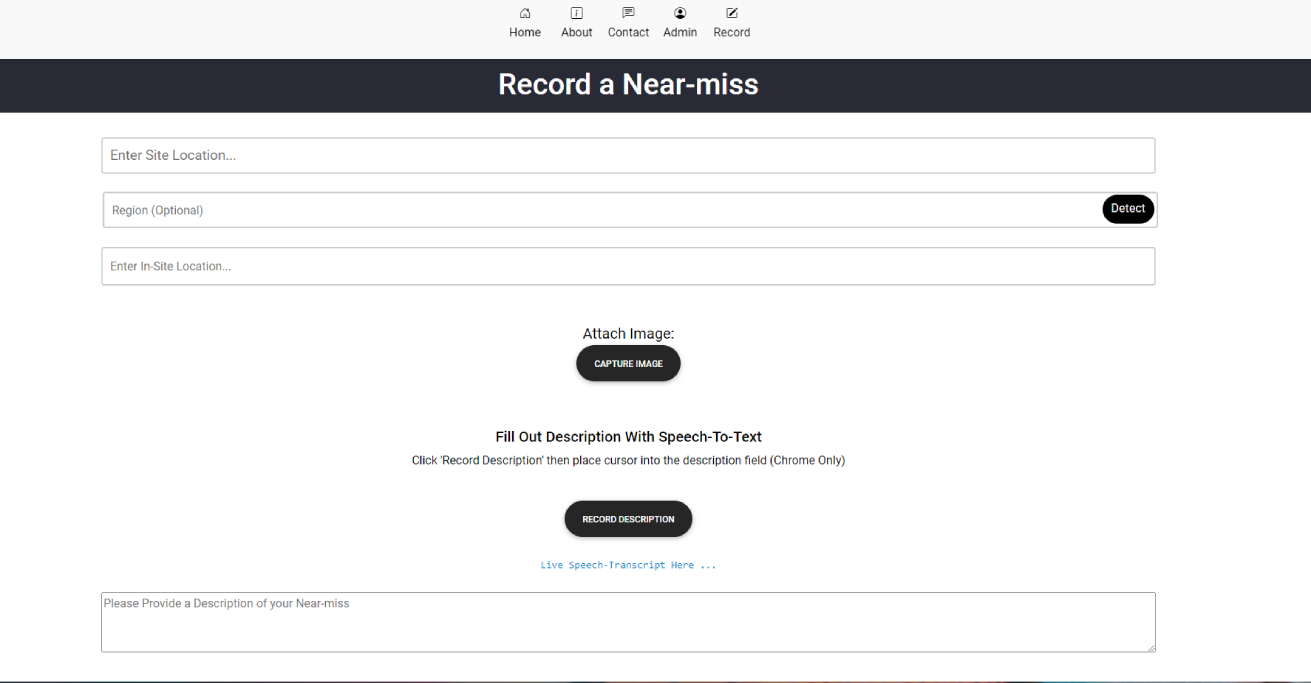 Home About Contact Admin Record
Record a Near-miss
Enter Site Location...
Region (Optional) Detect
Enter In-Site Location...
Attach Image:
CAPTURE IMAGE
Fill Out Description With Speech-To-Text
Click 'Record Description' then place cursor into the description field (Chrome Only)
RECORD DESCRIPTION
Live Speech-Transcript Here ...
Please Provide a Description of your Near-miss